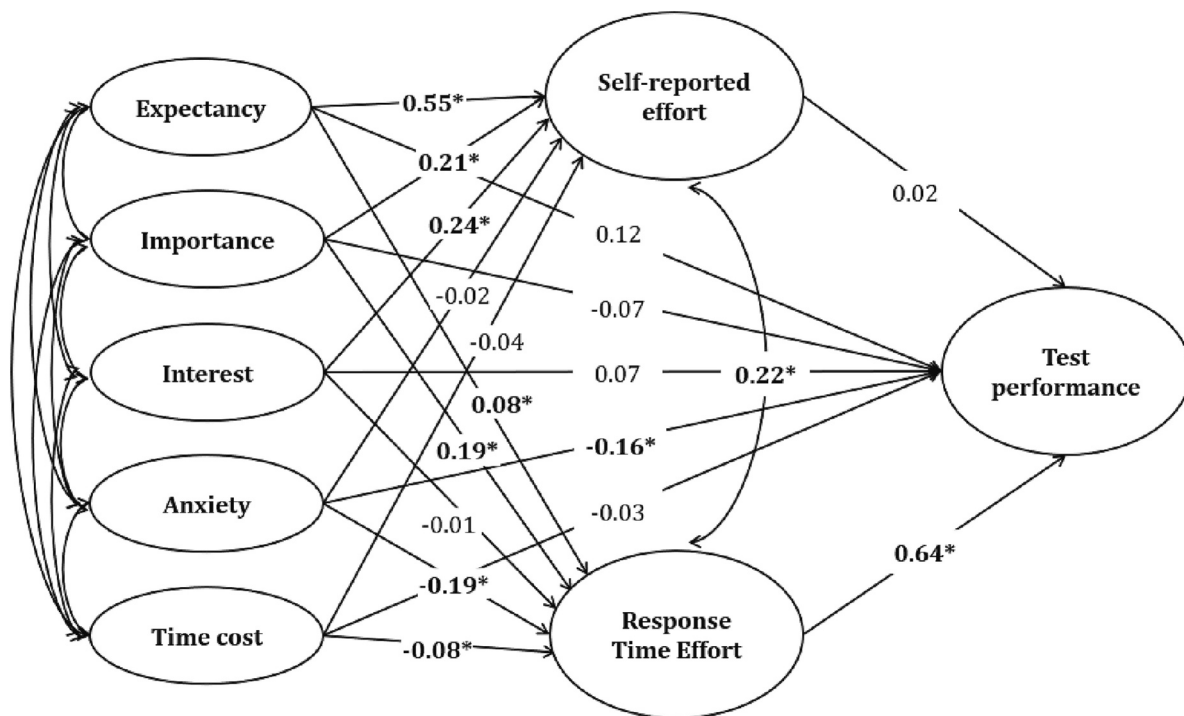 Expectancy
Importance
Interest
Anxiety
Time cost
0.55*
0.21*
0.24*
-0.02
-0.04
0.08*
0.19*
-0.01
-0.19*
-0.08*
Self-reported
effort
0.12
-0.07
0.07
-0.16*
-0.03
Response
Time Effort
0.22*
0.02
0.64*
Test
performance